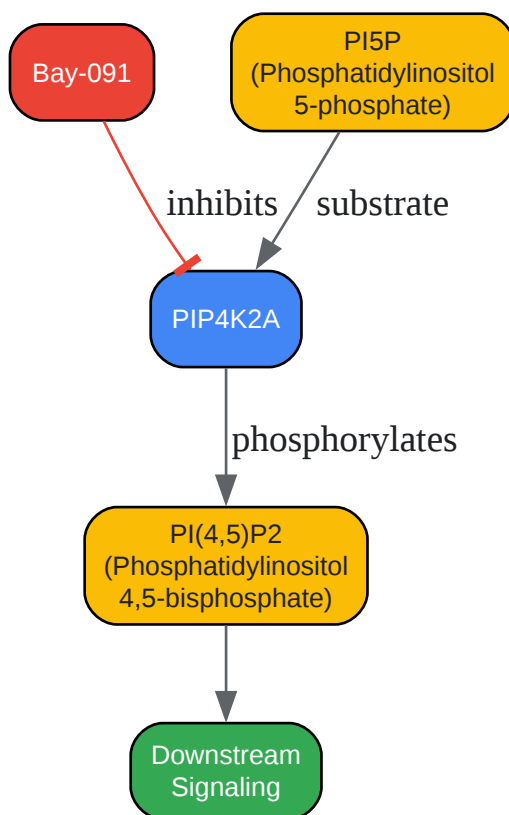 Bay-091
PI5P
(Phosphatidylinositol
5-phosphate)
inhibits
substrate
PIP4K2A
phosphorylates
PI(4,5)P2
(Phosphatidylinositol
4,5-bisphosphate)
Downstream
Signaling